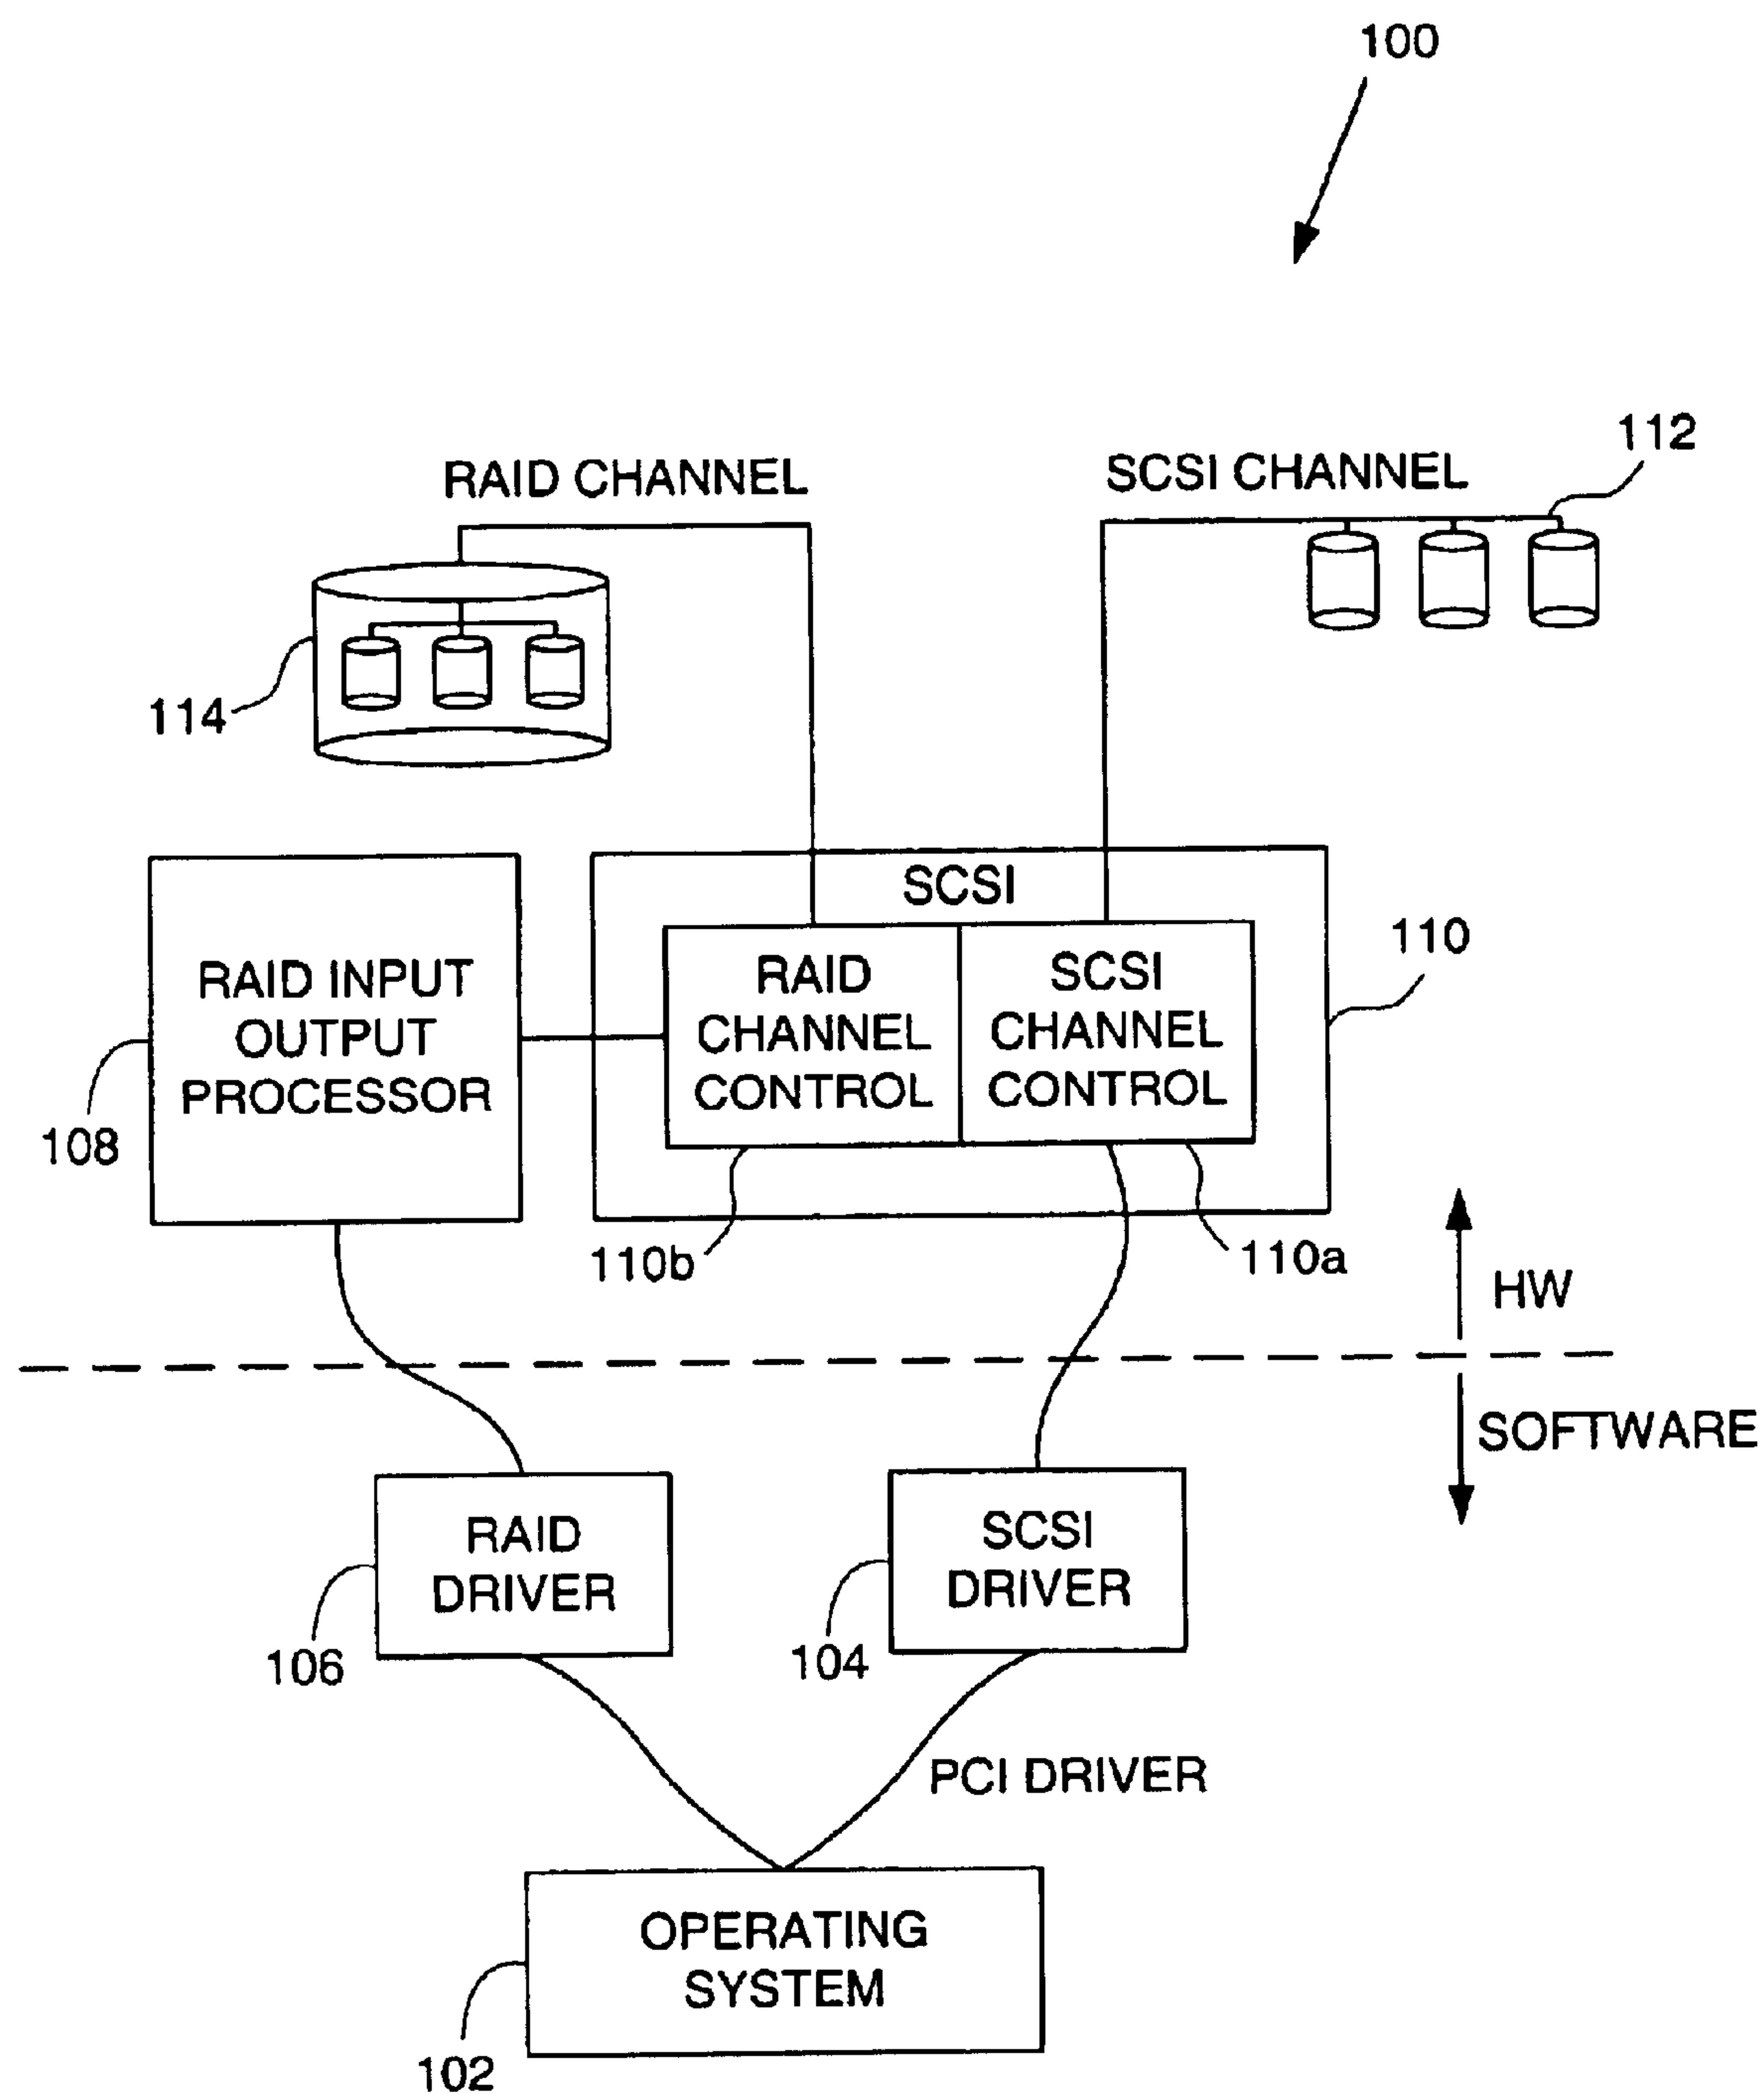 100
112
RAID CHANNEL
SCSI CHANNEL
114
SCSI
110
RAID INPUT
OUTPUT
PROCESSOR
RAID
CHANNEL
CONTROL
SCSI
CHANNEL
CONTROL
108
110b
110a
HW
SOFTWARE
RAID
DRIVER
SCSI
DRIVER
106
104
PCI DRIVER
OPERATING
SYSTEM
102